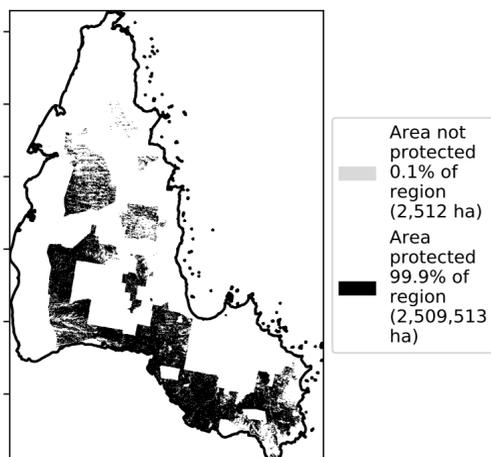 Area not
protected
0.1% of
region
(2,512 ha)
Area
protected
99.9% of
region
(2,509,513
ha)